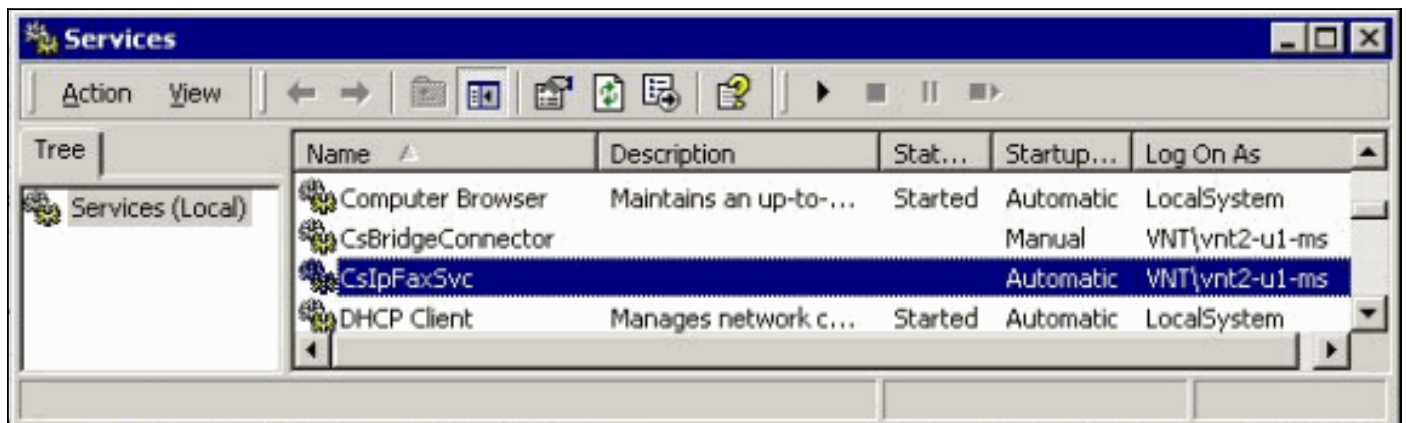 Services
Action View
Tree
Name Description Stat... Startup... Log On As
Services (Local)
Computer Browser Maintains an up-to-... Started Automatic LocalSystem
CsBridgeConnector Manual VNT\vnt2-u1-ms
CsIpFaxSvc Automatic VNT\vnt2-u1-ms
DHCP Client Manages network c... Started Automatic LocalSystem